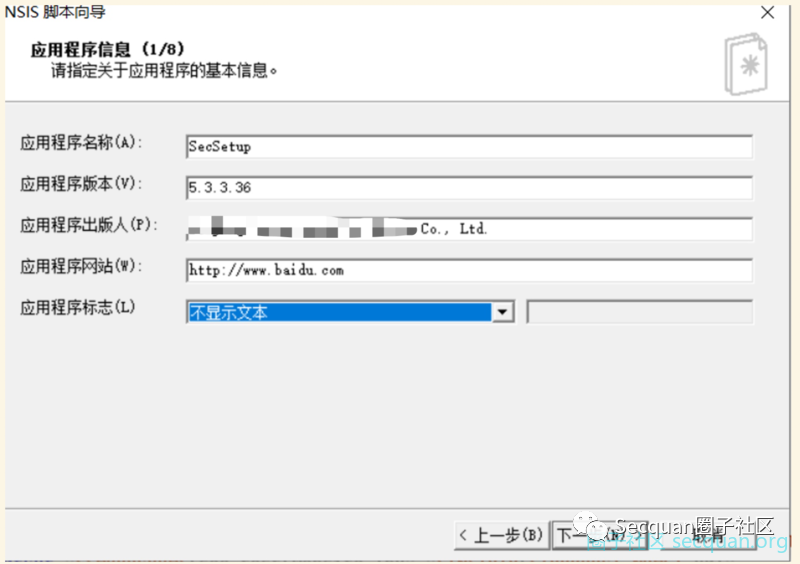 NSIS 脚本向导
应用程序信息 (1/8)
请指定关于应用程序的基本信息。
应用程序名称(A): SecSetup
应用程序版本(V): 5.3.3.36
应用程序出版人(P): Co., Ltd.
应用程序网站(W): http://www.baidu.com
应用程序标志(L) 不显示文本
< 上一步(B) 下一 取消
Secquan圈子社区
圈子社区 secquan.org